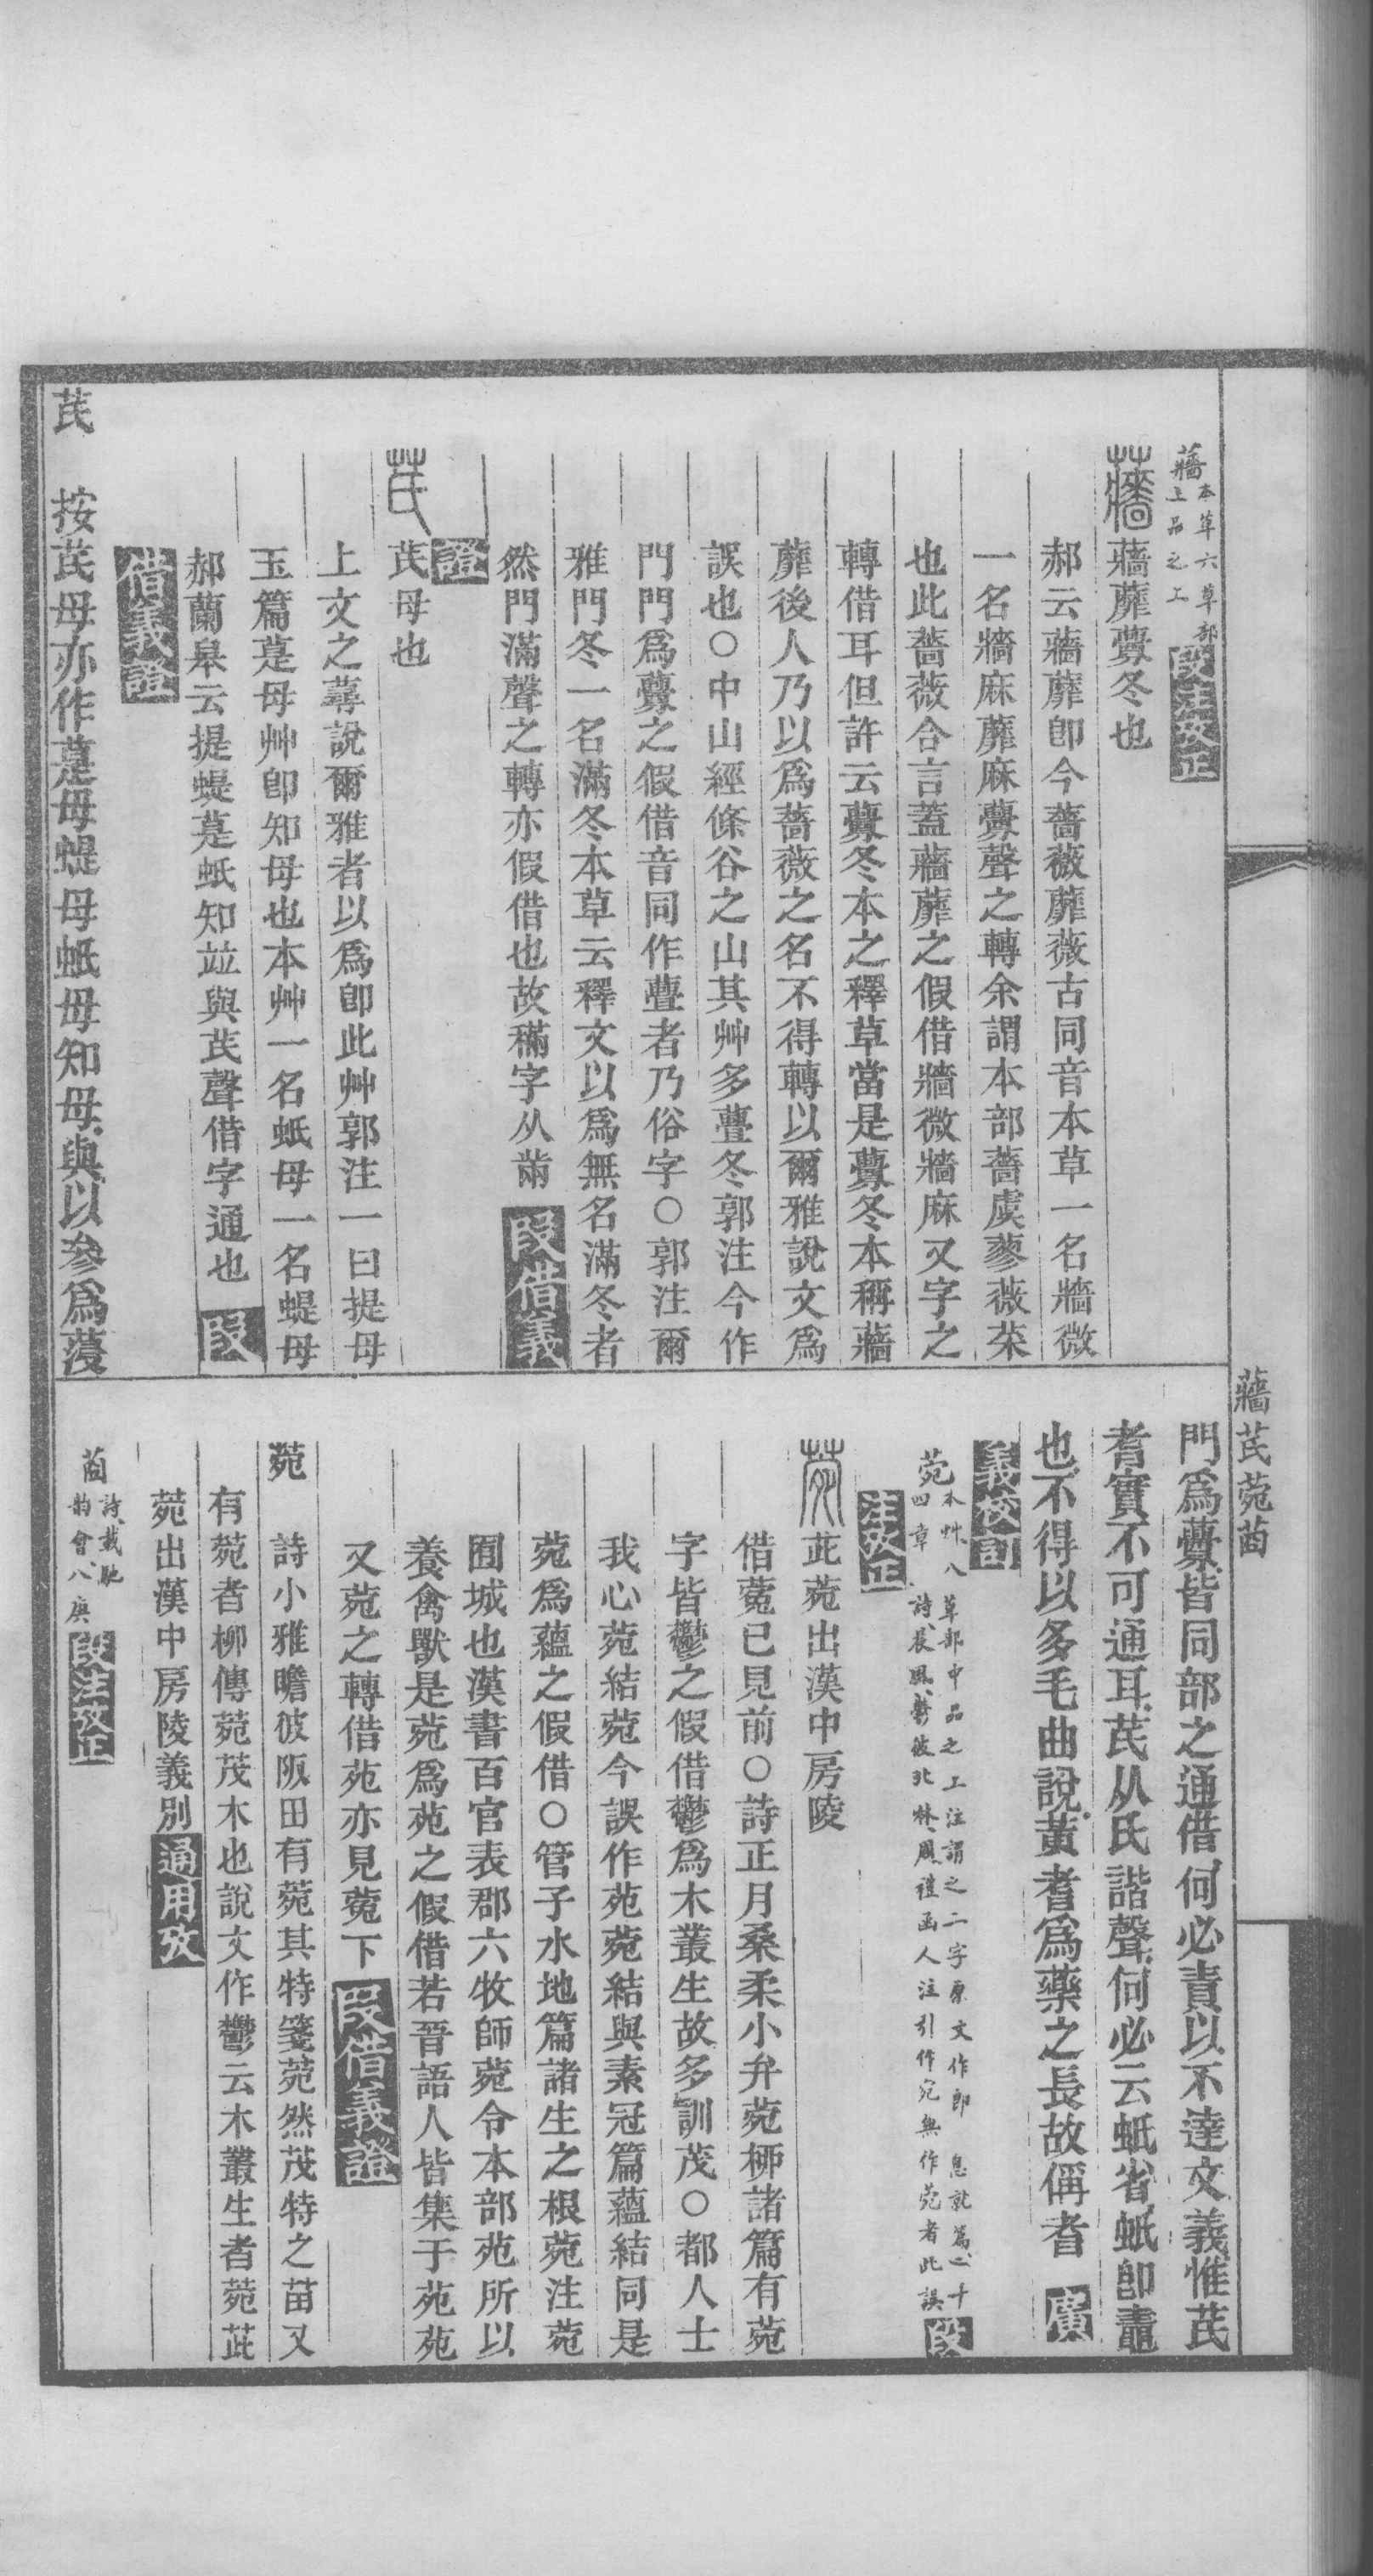 蘠本草六草部上品之上段注攷正
蘠蘠蘼虋冬也
郝云蘠蘼卽今薔薇蘼薇古同音本草一名牆微
一名牆麻蘼麻虋聲之轉余謂本部薔虞蓼薇菜
也此薔薇合言蓋蘠蘼之假借牆微牆麻又字之
轉借耳但許云虋冬本之釋草當是虋冬本稱蘠
蘼後人乃以爲薔薇之名不得轉以爾雅說文爲
誤也○中山經條谷之山其艸多虋冬郭注今作
門門爲虋之假借音同作亹者乃俗字○郭注爾
雅門冬一名滿冬本草云釋文以爲無名滿冬者
然門滿聲之轉亦假借也故䊟字从㒼段借義
證
芪芪母也
上文之蕁說爾雅者以爲卽此艸郭注一曰提母
玉篇莐母艸卽知母也本艸一名蚔母一名蝭母
郝蘭皋云提蝭莐蚔知竝與芪聲借字通也段
借義證
芪 按芪母亦作莐母蝭母蚔母知母與以參爲薓
門爲虋皆同部之通借何必責以不達文義惟芪
耆實不可通耳芪从氏諧聲何必云蚔省蚔卽𧔼
也不得以多毛曲說黃耆爲藥之長故偁耆廣
義校訂
菀本艸八草部中品之上注謂之二字原文作卽急就篇二十
四章詩晨風鬱彼北林周禮函人注引作宛無作菀者此誤段
注攷正
菀茈菀出漢中房陵
借䒮已見前○詩正月桑柔小弁菀柳諸篇有菀
字皆鬱之假借鬱爲木叢生故多訓茂○都人士
我心菀結菀今誤作苑菀結與素冠篇蘊結同是
菀爲蘊之假借○管子水地篇諸生之根菀注菀
囿城也漢書百官表郡六牧師菀令本部苑所以
養禽獸是菀爲苑之假借若晉語人皆集于苑苑
又菀之轉借苑亦見䒮下段借義證
菀 詩小雅瞻彼阪田有菀其特箋菀然茂特之苗又
有菀者柳傳菀茂木也說文作鬱云木叢生者菀茈
菀出漢中房陵義別通用攷
莔詩載馳韵會八庚段注攷正
蘠芪菀莔